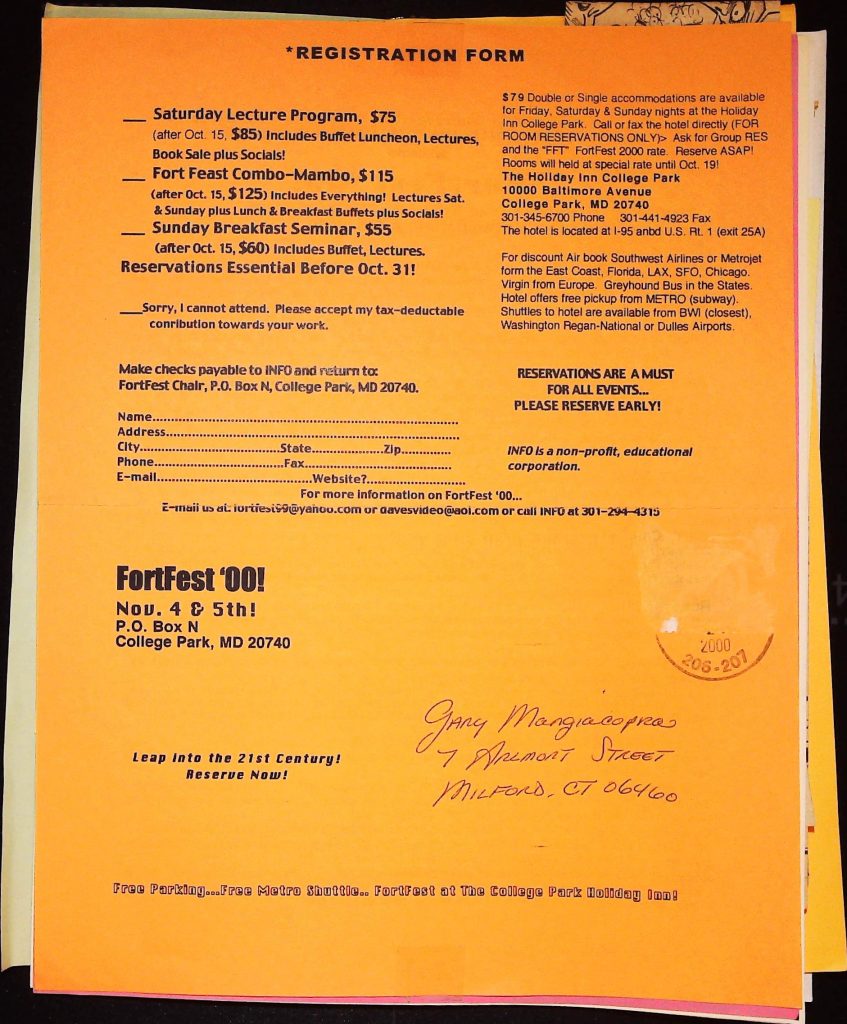 *REGISTRATION FORM
___ Saturday Lecture Program, $75
(after Oct. 15, $85) Includes Buffet Luncheon, Lectures,
Book Sale plus Socials!
___ Fort Feast Combo-Mambo, $115
(after Oct. 15, $125) Includes Everything! Lectures Sat.
& Sunday plus Lunch & Breakfast Buffets plus Socials!
___ Sunday Breakfast Seminar, $55
(after Oct. 15, $60) Includes Buffet, Lectures.
Reservations Essential Before Oct. 31!
___Sorry, I cannot attend. Please accept my tax-deductable
conribution towards your work.
$79 Double or Single accommodations are available
for Friday, Saturday & Sunday nights at the Holiday
Inn College Park. Call or fax the hotel directly (FOR
ROOM RESERVATIONS ONLY)> Ask for Group RES
and the "FFT" FortFest 2000 rate. Reserve ASAP!
Rooms will held at special rate until Oct. 19!
The Holiday Inn College Park
10000 Baltimore Avenue
College Park, MD 20740
301-345-6700 Phone 301-441-4923 Fax
The hotel is located at I-95 anbd U.S. Rt. 1 (exit 25A)
For discount Air book Southwest Airlines or Metrojet
form the East Coast, Florida, LAX, SFO, Chicago.
Virgin from Europe. Greyhound Bus in the States.
Hotel offers free pickup from METRO (subway).
Shuttles to hotel are available from BWI (closest),
Washington Regan-National or Dulles Airports.
Make checks payable to INFO and return to:
FortFest Chair, P.O. Box N, College Park, MD 20740.
RESERVATIONS ARE A MUST
FOR ALL EVENTS...
PLEASE RESERVE EARLY!
Name..........
Address..........
City..........State..........Zip..........
Phone..........Fax..........
E-mail..........Website?..........
INFO is a non-profit, educational
corporation.
For more information on FortFest '00...
E-mail us at: fortfest99@yahoo.com or davesvideo@aol.com or call INFO at 301-294-4315
FortFest '00!
Nov. 4 & 5th!
P.O. Box N
College Park, MD 20740
2000
206-207
Gary Mangiacopra
7 Arlmont Street
Milford, CT 06460
Leap into the 21st Century!
Reserve Now!
Free Parking...Free Metro Shuttle.. FortFest at The College Park Holiday Inn!